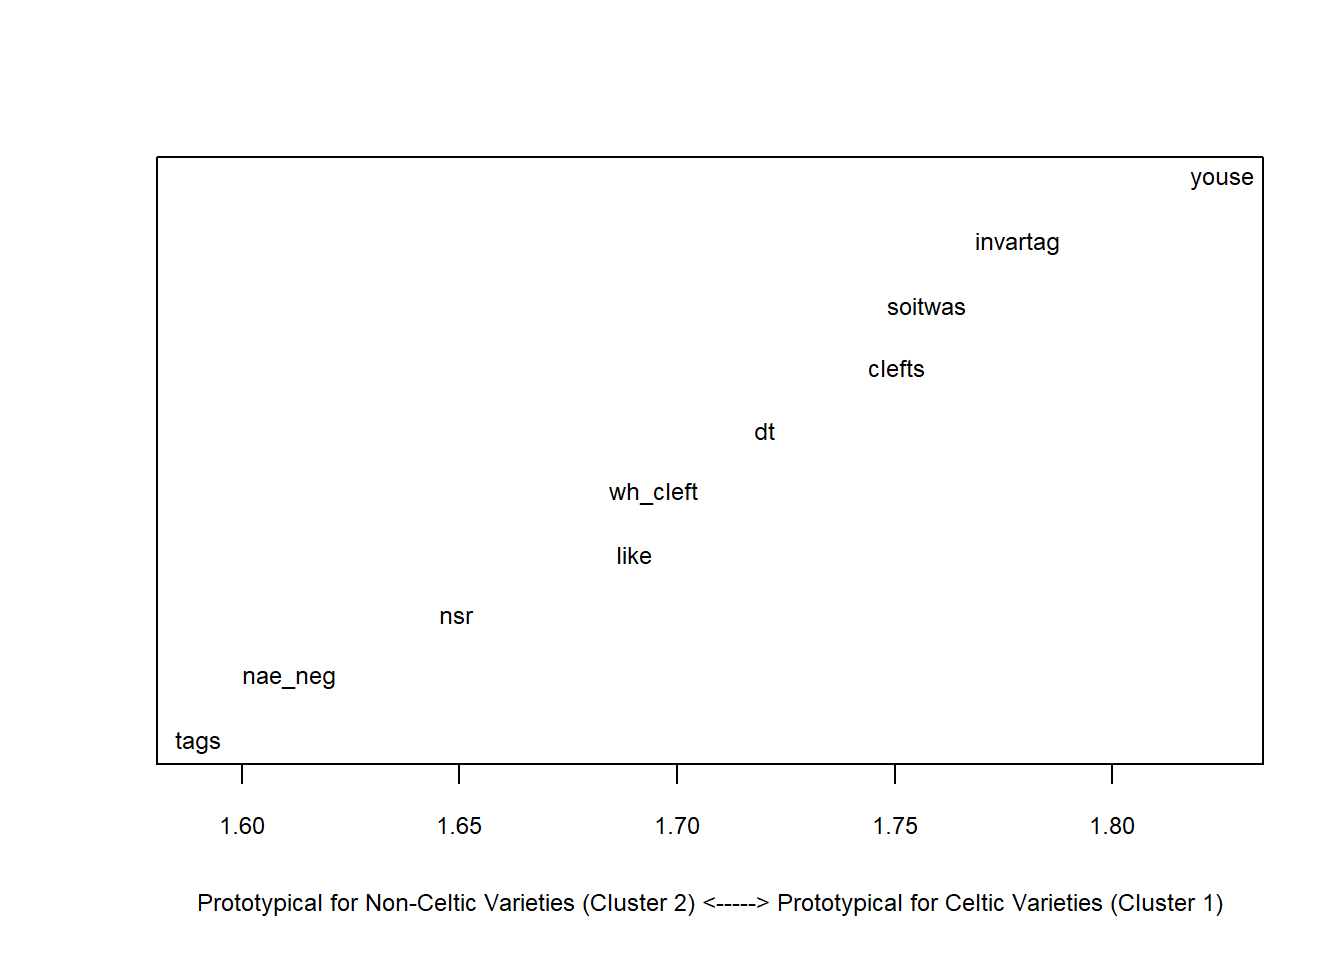 youse
invartag
soitwas
clefts
dt
wh_cleft
like
nsr
nae_neg
tags
1.60 1.65 1.70 1.75 1.80
Prototypical for Non-Celtic Varieties (Cluster 2) <-----> Prototypical for Celtic Varieties (Cluster 1)